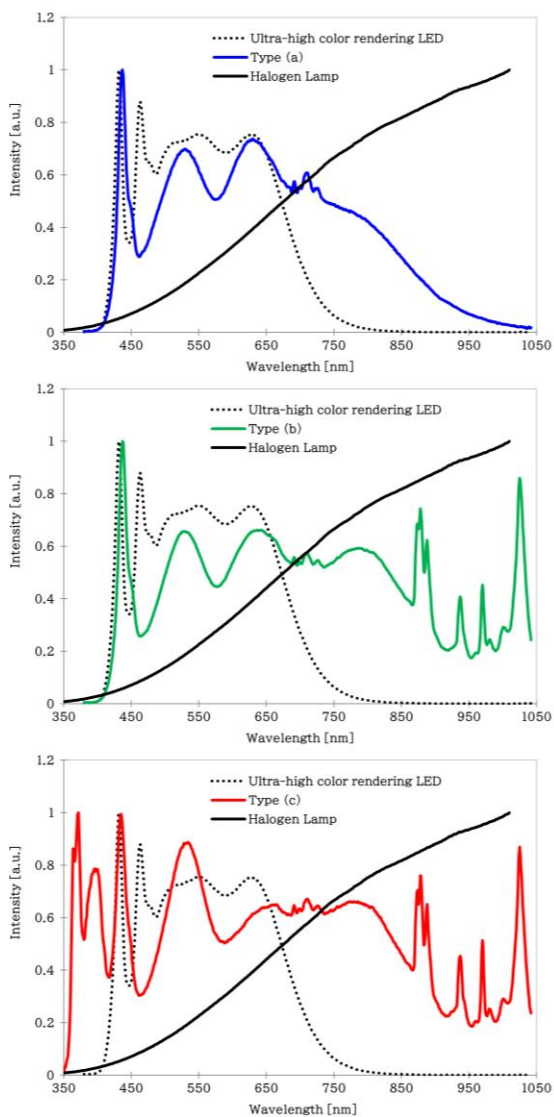 1.2
1
0.8
0.6
0.4
0.2
0
Intensity [a.u.]
Ultra-high color rendering LED
Type (a)
Halogen Lamp
350 450 550 650 750 850 950 1050
Wavelength [nm]
1.2
1
0.8
0.6
0.4
0.2
0
Intensity [a.u.]
Ultra-high color rendering LED
Type (b)
Halogen Lamp
350 450 550 650 750 850 950 1050
Wavelength [nm]
1.2
1
0.8
0.6
0.4
0.2
0
Intensity [a.u.]
Ultra-high color rendering LED
Type (c)
Halogen Lamp
350 450 550 650 750 850 950 1050
Wavelength [nm]